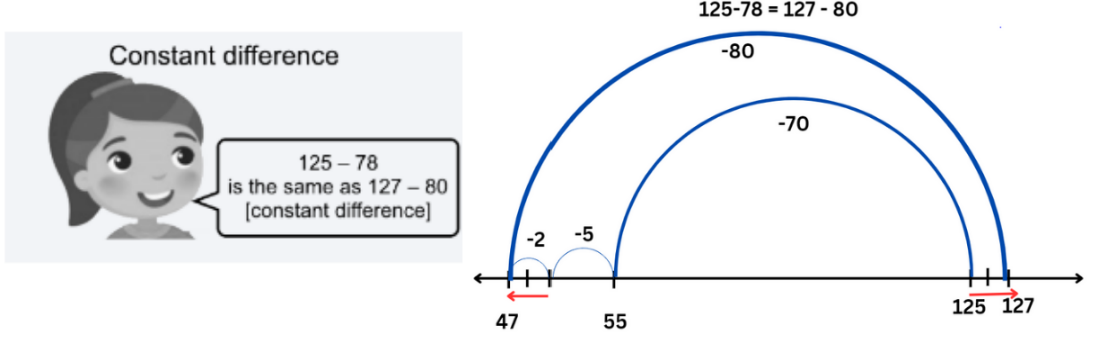 Constant difference
125 – 78
is the same as 127 – 80
[constant difference]
125-78 = 127 - 80
-80
-70
-2
-5
47
55
125
127